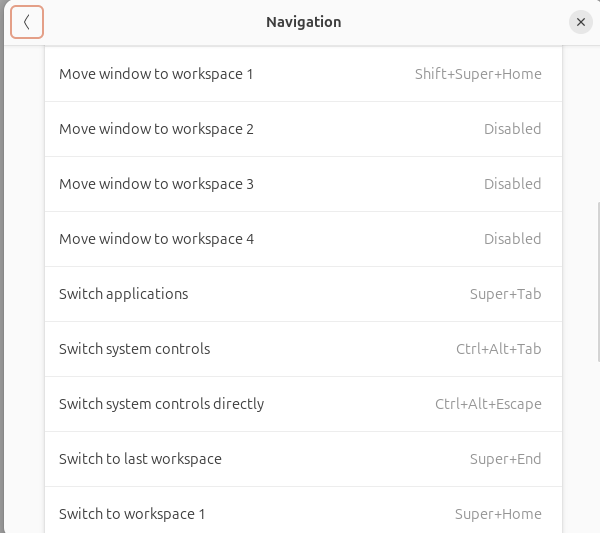 Navigation
Move window to workspace 1 Shift+Super+Home
Move window to workspace 2 Disabled
Move window to workspace 3 Disabled
Move window to workspace 4 Disabled
Switch applications Super+Tab
Switch system controls Ctrl+Alt+Tab
Switch system controls directly Ctrl+Alt+Escape
Switch to last workspace Super+End
Switch to workspace 1 Super+Home